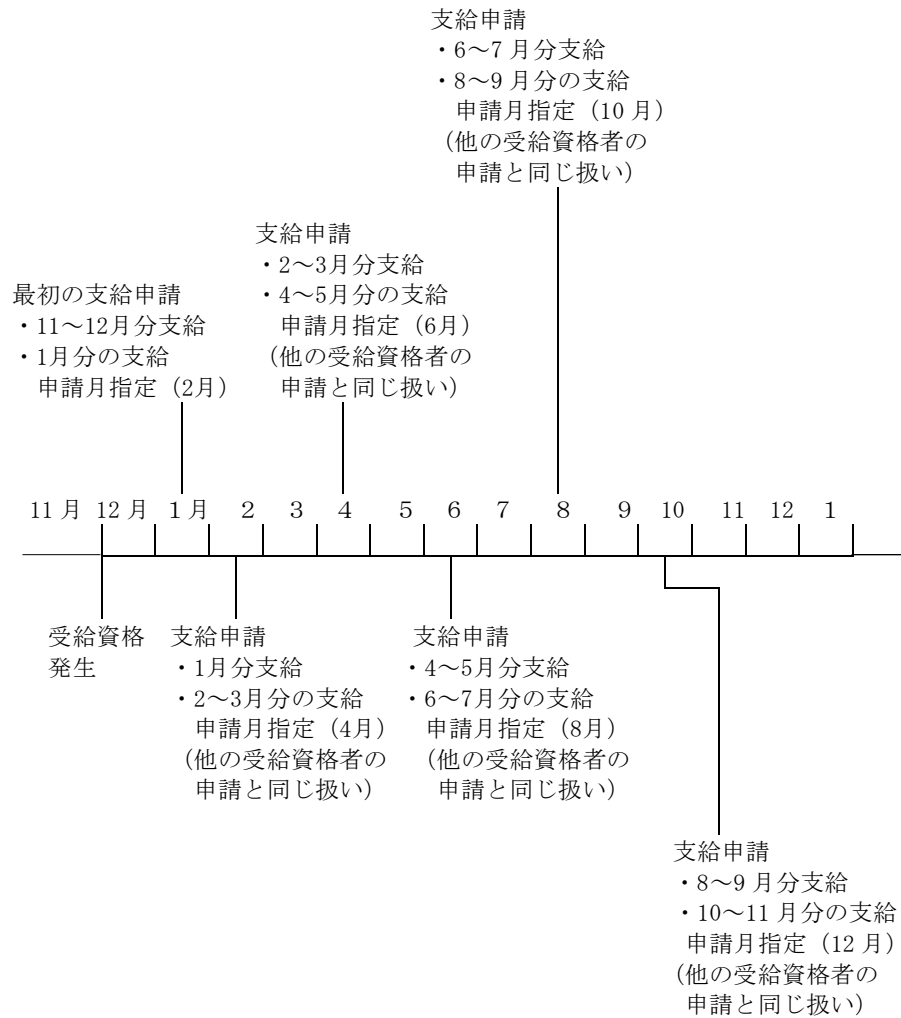 支給申請
・6～7 月分支給
・8～9 月分の支給
申請月指定（10 月）
（他の受給資格者の
申請と同じ扱い）
支給申請
・2～3月分支給
・4～5月分の支給
申請月指定（6月）
（他の受給資格者の
申請と同じ扱い）
最初の支給申請
・11～12月分支給
・1月分の支給
申請月指定（2月）
11 月 12 月 １月 2 3 4 5 6 7 8 9 10 11 12 1
受給資格
発生
支給申請
・1月分支給
・2～3月分の支給
申請月指定（4月）
（他の受給資格者の
申請と同じ扱い）
支給申請
・4～5月分支給
・6～7月分の支給
申請月指定（8月）
（他の受給資格者の
申請と同じ扱い）
支給申請
・8～9 月分支給
・10～11 月分の支給
申請月指定（12 月）
（他の受給資格者の
申請と同じ扱い）